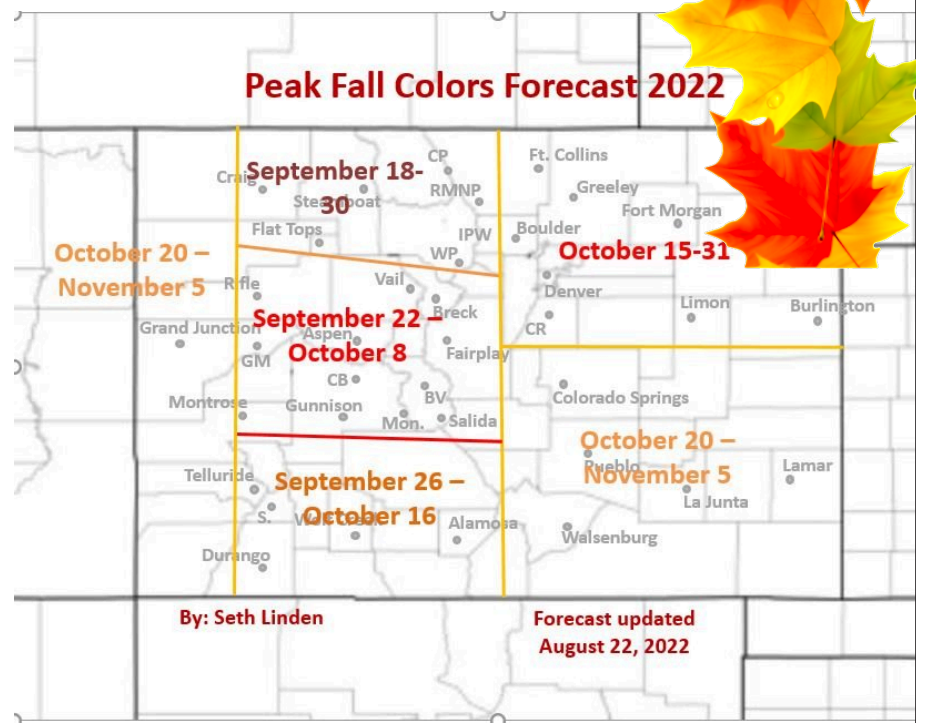 Peak Fall Colors Forecast 2022
CP
Ft. Collins
Craig
September 18-
30
Steamboat
RMNP
Greeley
Fort Morgan
Flat Tops
IPW
Boulder
WP
October 15-31
October 20 –
November 5
Rifle
Vail
Denver
Breck
Limon
Burlington
September 22 –
October 8
Grand Junction
Aspen
CR
GM
Fairplay
CB
BV
Colorado Springs
Montrose
Gunnison
Mon.
Salida
October 20 –
November 5
Pueblo
Lamar
Telluride
September 26 –
October 16
La Junta
S.
Wolf Creek
Alamosa
Walsenburg
Durango
By: Seth Linden
Forecast updated
August 22, 2022